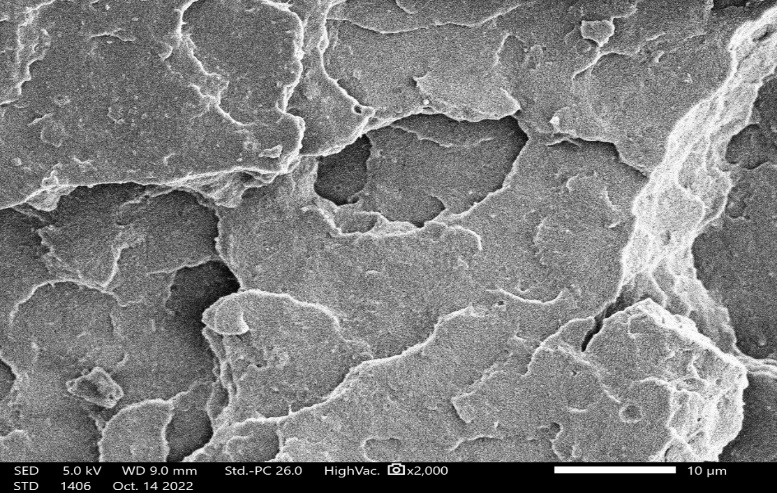 SED 5.0 kV WD 9.0 mm Std.-PC 26.0 HighVac. x2,000 10 µm
STD 1406 Oct. 14 2022